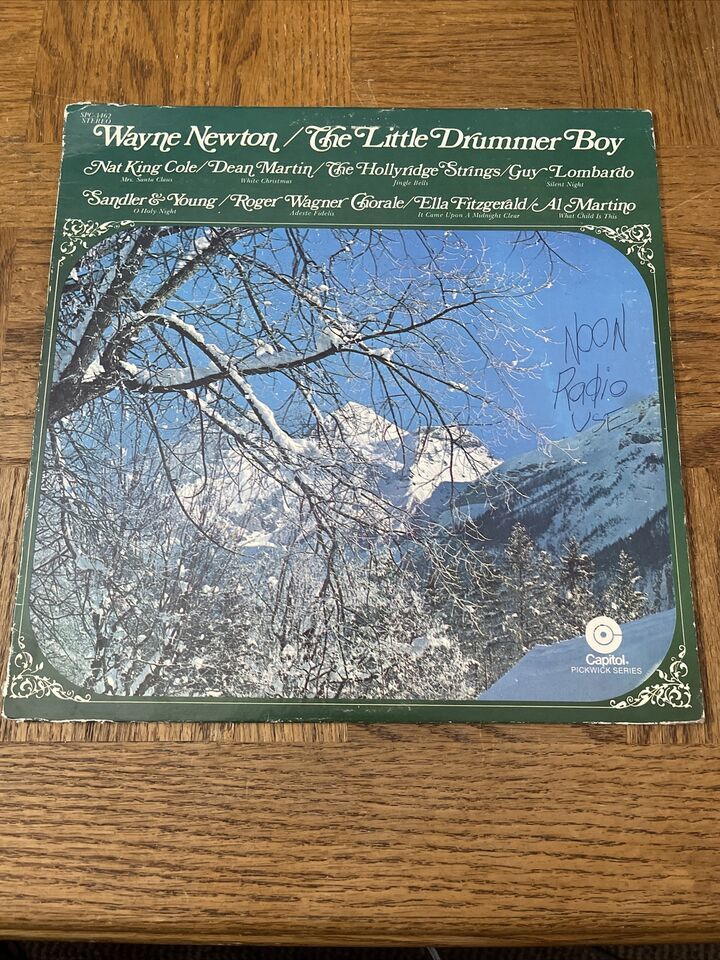 SPC-3462
STEREO
Wayne Newton / The Little Drummer Boy
Nat King Cole / Dean Martin / The Hollyridge Strings / Guy Lombardo
Mrs. Santa Claus White Christmas Jingle Bells Silent Night
Sandler & Young / Roger Wagner Chorale / Ella Fitzgerald / Al Martino
O Holy Night Adeste Fidelis It Came Upon A Midnight Clear What Child Is This
NOON
Radio
USE
Capitol®
PICKWICK SERIES